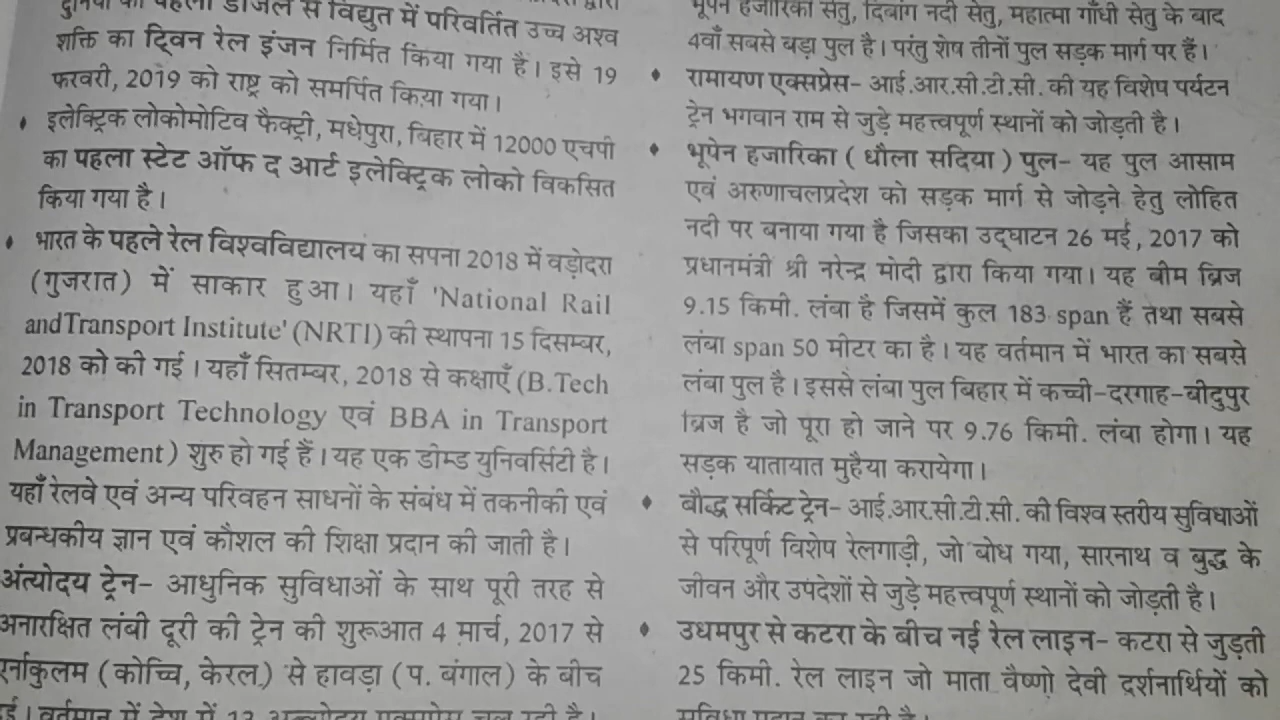 दुनिया का पहला डीजल से विद्युत में परिवर्तित उच्च अश्व
शक्ति का ट्विन रेल इंजन निर्मित किया गया है। इसे 19
फरवरी, 2019 को राष्ट्र को समर्पित किया गया।
♦ इलेक्ट्रिक लोकोमोटिव फैक्ट्री, मधेपुरा, बिहार में 12000 एचपी
का पहला स्टेट ऑफ द आर्ट इलेक्ट्रिक लोको विकसित
किया गया है।
♦ भारत के पहले रेल विश्वविद्यालय का सपना 2018 में वड़ोदरा
(गुजरात) में साकार हुआ। यहाँ 'National Rail
andTransport Institute' (NRTI) की स्थापना 15 दिसम्बर,
2018 को की गई। यहाँ सितम्बर, 2018 से कक्षाएँ (B.Tech
in Transport Technology एवं BBA in Transport
Management) शुरु हो गई हैं। यह एक डोम्ड युनिवर्सिटी है।
यहाँ रेलवे एवं अन्य परिवहन साधनों के संबंध में तकनीकी एवं
प्रबन्धकीय ज्ञान एवं कौशल की शिक्षा प्रदान की जाती है।
अंत्योदय ट्रेन- आधुनिक सुविधाओं के साथ पूरी तरह से
अनारक्षित लंबी दूरी की ट्रेन की शुरूआत 4 मार्च, 2017 से
एर्नाकुलम (कोच्चि, केरल) से हावड़ा (प. बंगाल) के बीच
वर्तमान में देश में
भूपेन हजारिका सेतु, दिबांग नदी सेतु, महात्मा गाँधी सेतु के बाद
4वाँ सबसे बड़ा पुल है। परंतु शेष तीनों पुल सड़क मार्ग पर हैं।
♦ रामायण एक्सप्रेस- आई.आर.सी.टी.सी. की यह विशेष पर्यटन
ट्रेन भगवान राम से जुड़े महत्त्वपूर्ण स्थानों को जोड़ती है।
♦ भूपेन हजारिका ( धौला सदिया ) पुल- यह पुल आसाम
एवं अरुणाचलप्रदेश को सड़क मार्ग से जोड़ने हेतु लोहित
नदी पर बनाया गया है जिसका उद्घाटन 26 मई, 2017 को
प्रधानमंत्री श्री नरेन्द्र मोदी द्वारा किया गया। यह बीम ब्रिज
9.15 किमी. लंबा है जिसमें कुल 183 span हैं तथा सबसे
लंबा span 50 मीटर का है। यह वर्तमान में भारत का सबसे
लंबा पुल है। इससे लंबा पुल बिहार में कच्ची-दरगाह-बीदुपुर
ब्रिज है जो पूरा हो जाने पर 9.76 किमी. लंबा होगा। यह
सड़क यातायात मुहैया करायेगा।
♦ बौद्ध सर्किट ट्रेन- आई.आर.सी.टी.सी. की विश्व स्तरीय सुविधाओं
से परिपूर्ण विशेष रेलगाड़ी, जो बोध गया, सारनाथ व बुद्ध के
जीवन और उपदेशों से जुड़े महत्त्वपूर्ण स्थानों को जोड़ती है।
♦ उधमपुर से कटरा के बीच नई रेल लाइन- कटरा से जुड़ती
25 किमी. रेल लाइन जो माता वैष्णो देवी दर्शनार्थियों को